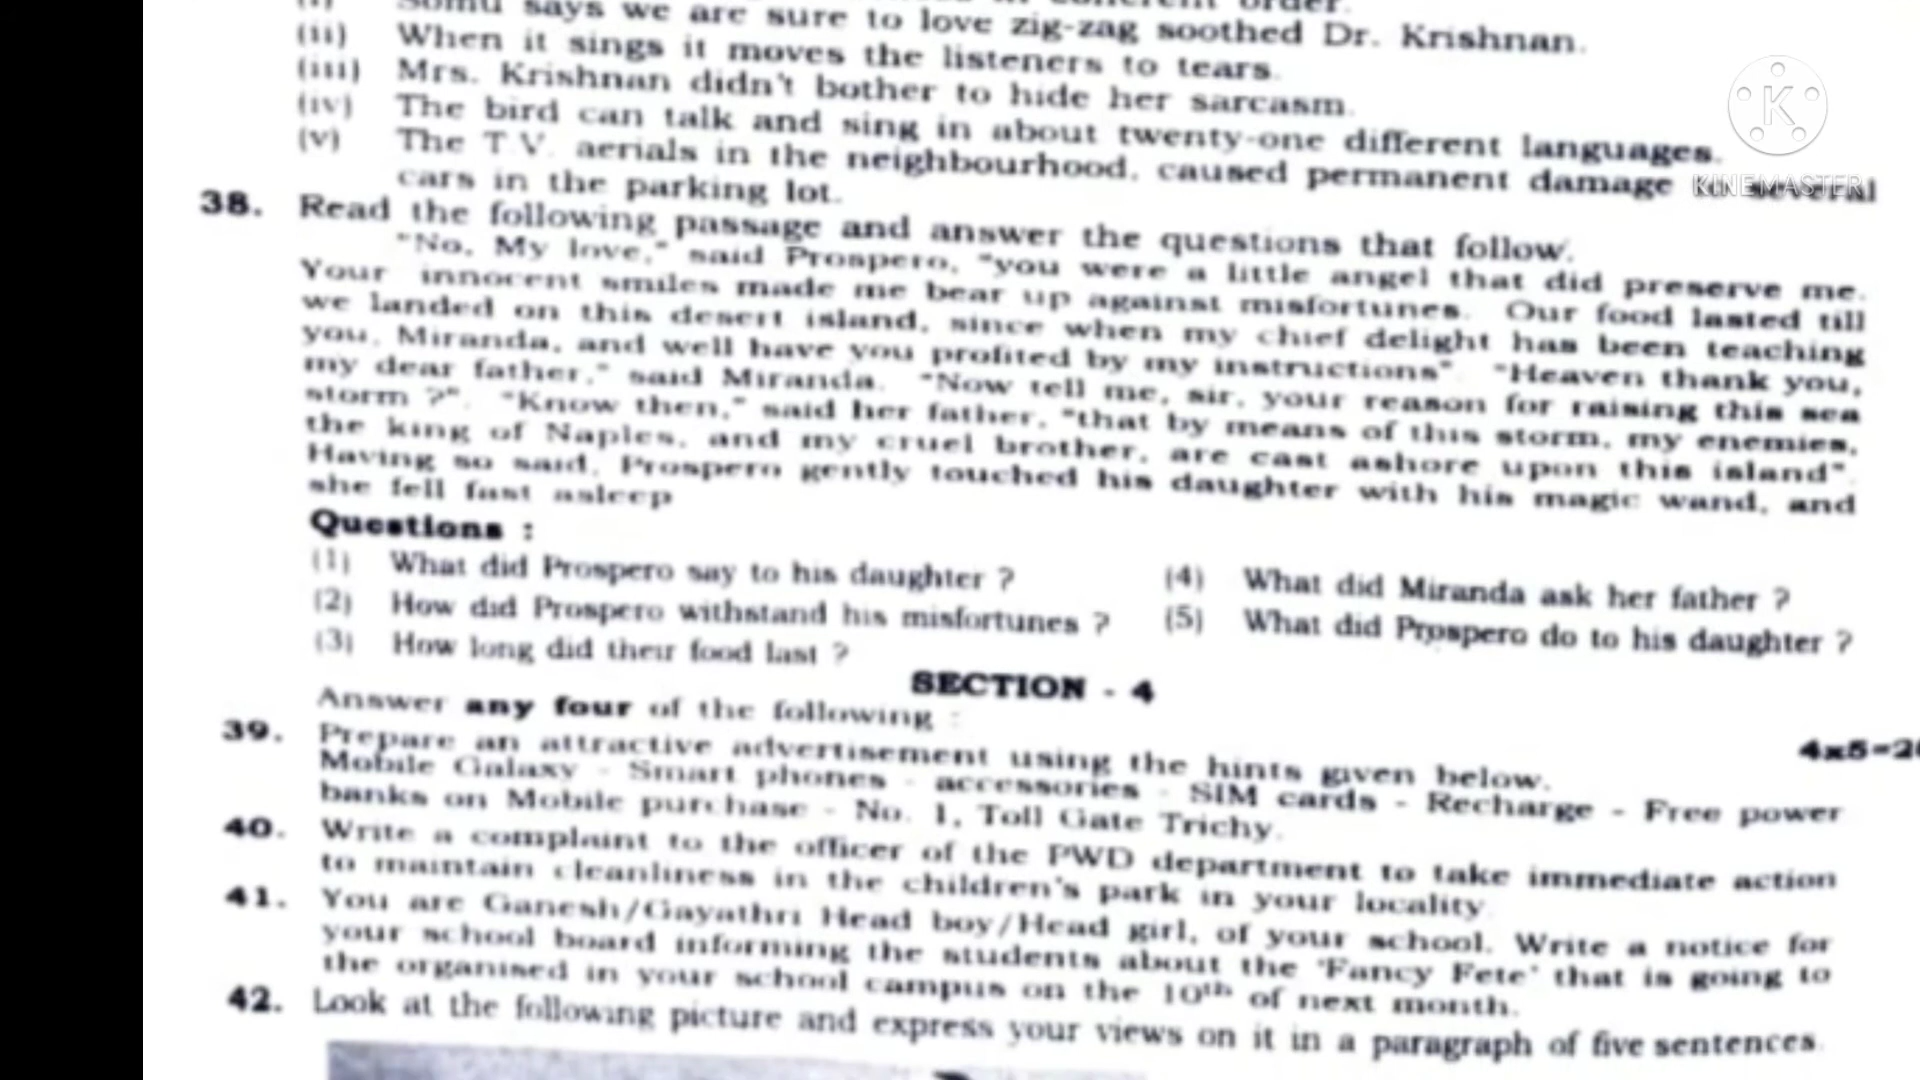 (i) Somu says we are sure to love zig-zag soothed Dr. Krishnan.
(ii) When it sings it moves the listeners to tears.
(iii) Mrs. Krishnan didn't bother to hide her sarcasm.
(iv) The bird can talk and sing in about twenty-one different languages.
(v) The T.V. aerials in the neighbourhood, caused permanent damage several
cars in the parking lot.
38. Read the following passage and answer the questions that follow.
"No, My love," said Prospero, "you were a little angel that did preserve me.
Your innocent smiles made me bear up against misfortunes. Our food lasted till
we landed on this desert island, since when my chief delight has been teaching
you, Miranda, and well have you profited by my instructions". "Heaven thank you,
my dear father," said Miranda. "Now tell me, sir, your reason for raising this sea
storm ?". "Know then," said her father, "that by means of this storm, my enemies,
the king of Naples, and my cruel brother, are cast ashore upon this island".
Having so said, Prospero gently touched his daughter with his magic wand, and
she fell fast asleep
Questions :
(1) What did Prospero say to his daughter ?
(2) How did Prospero withstand his misfortunes ?
(3) How long did their food last ?
(4) What did Miranda ask her father ?
(5) What did Prospero do to his daughter ?
SECTION - 4
Answer any four of the following :
4x5=20
39. Prepare an attractive advertisement using the hints given below.
Mobile Galaxy - Smart phones - accessories - SIM cards - Recharge - Free power
banks on Mobile purchase - No. 1, Toll Gate Trichy.
40. Write a complaint to the officer of the PWD department to take immediate action
to maintain cleanliness in the children's park in your locality.
41. You are Ganesh/Gayathri Head boy/Head girl, of your school. Write a notice for
your school board informing the students about the 'Fancy Fete' that is going to
the organised in your school campus on the 10th of next month.
42. Look at the following picture and express your views on it in a paragraph of five sentences.
K
KINEMASTER